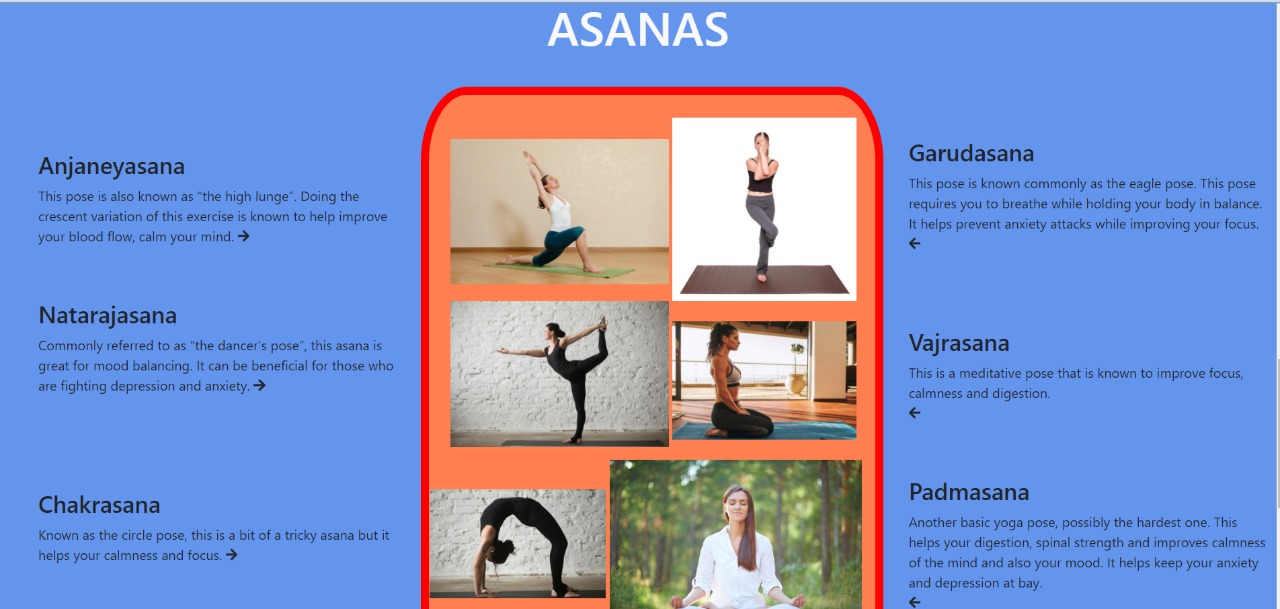 ASANAS
Anjaneyasana
This pose is also known as “the high lunge”. Doing the
crescent variation of this exercise is known to help improve
your blood flow, calm your mind. →
Natarajasana
Commonly referred to as “the dancer’s pose”, this asana is
great for mood balancing. It can be beneficial for those who
are fighting depression and anxiety. →
Chakrasana
Known as the circle pose, this is a bit of a tricky asana but it
helps your calmness and focus. →
Garudasana
This pose is known commonly as the eagle pose. This pose
requires you to breathe while holding your body in balance.
It helps prevent anxiety attacks while improving your focus.
←
Vajrasana
This is a meditative pose that is known to improve focus,
calmness and digestion.
←
Padmasana
Another basic yoga pose, possibly the hardest one. This
helps your digestion, spinal strength and improves calmness
of the mind and also your mood. It helps keep your anxiety
and depression at bay.
←